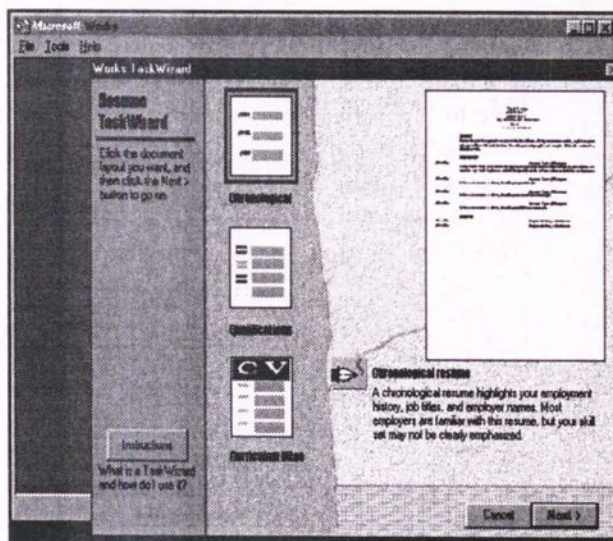 Microsoft Works
File Tools Help
Works TaskWizard
Resume
TaskWizard
Click the document
layout you want, and
then click the Next >
button to go on.
Chronological
Qualifications
CV
Curriculum Vitae
Chronological resume
A chronological resume highlights your employment
history, job titles, and employer names. Most
employers are familiar with this resume, but your skill
set may not be clearly emphasized.
Instructions
What is a TaskWizard
and how do I use it?
Cancel
Next >